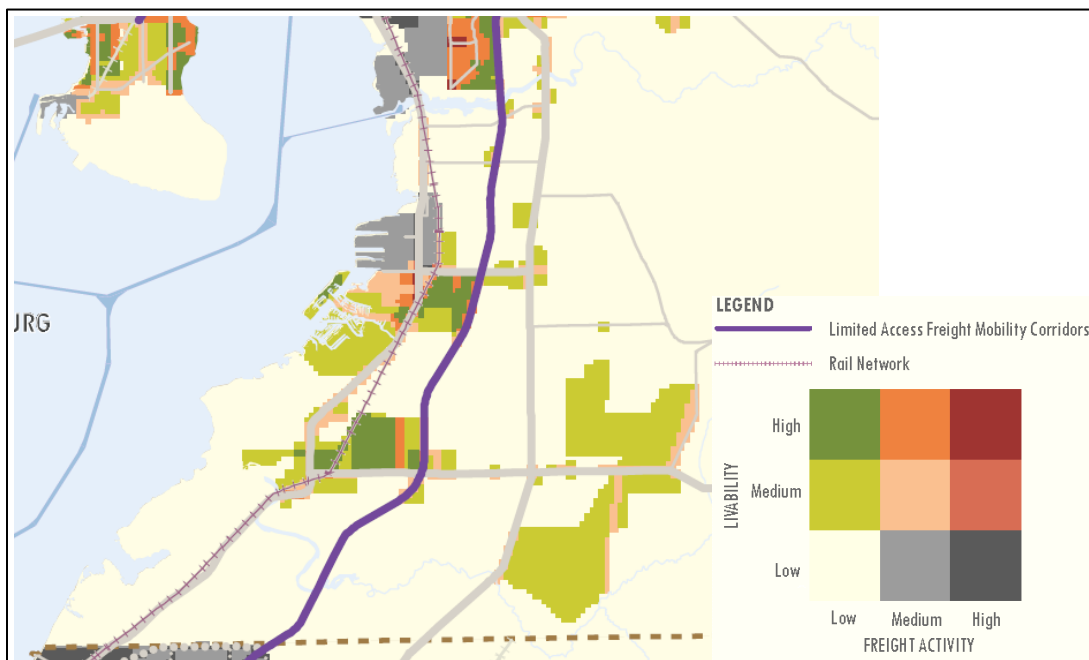 JRG
LEGEND
Limited Access Freight Mobility Corridors
Rail Network
High
Medium
Low
LIVABILITY
Low Medium High
FREIGHT ACTIVITY